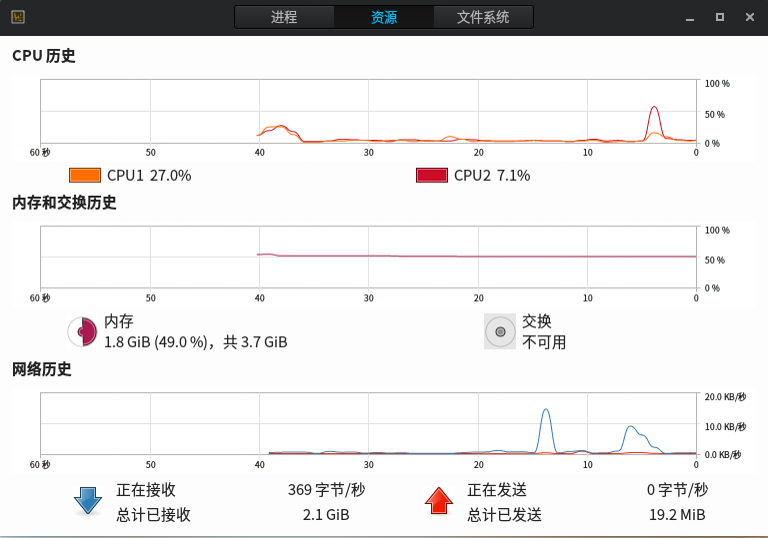 进程 资源 文件系统
CPU 历史
100 %
50 %
0 %
60 秒 50 40 30 20 10 0
CPU1 27.0% CPU2 7.1%
内存和交换历史
100 %
50 %
0 %
60 秒 50 40 30 20 10 0
内存 交换
1.8 GiB (49.0 %)，共 3.7 GiB 不可用
网络历史
20.0 KB/秒
10.0 KB/秒
0.0 KB/秒
60 秒 50 40 30 20 10 0
正在接收 369 字节/秒 正在发送 0 字节/秒
总计已接收 2.1 GiB 总计已发送 19.2 MiB